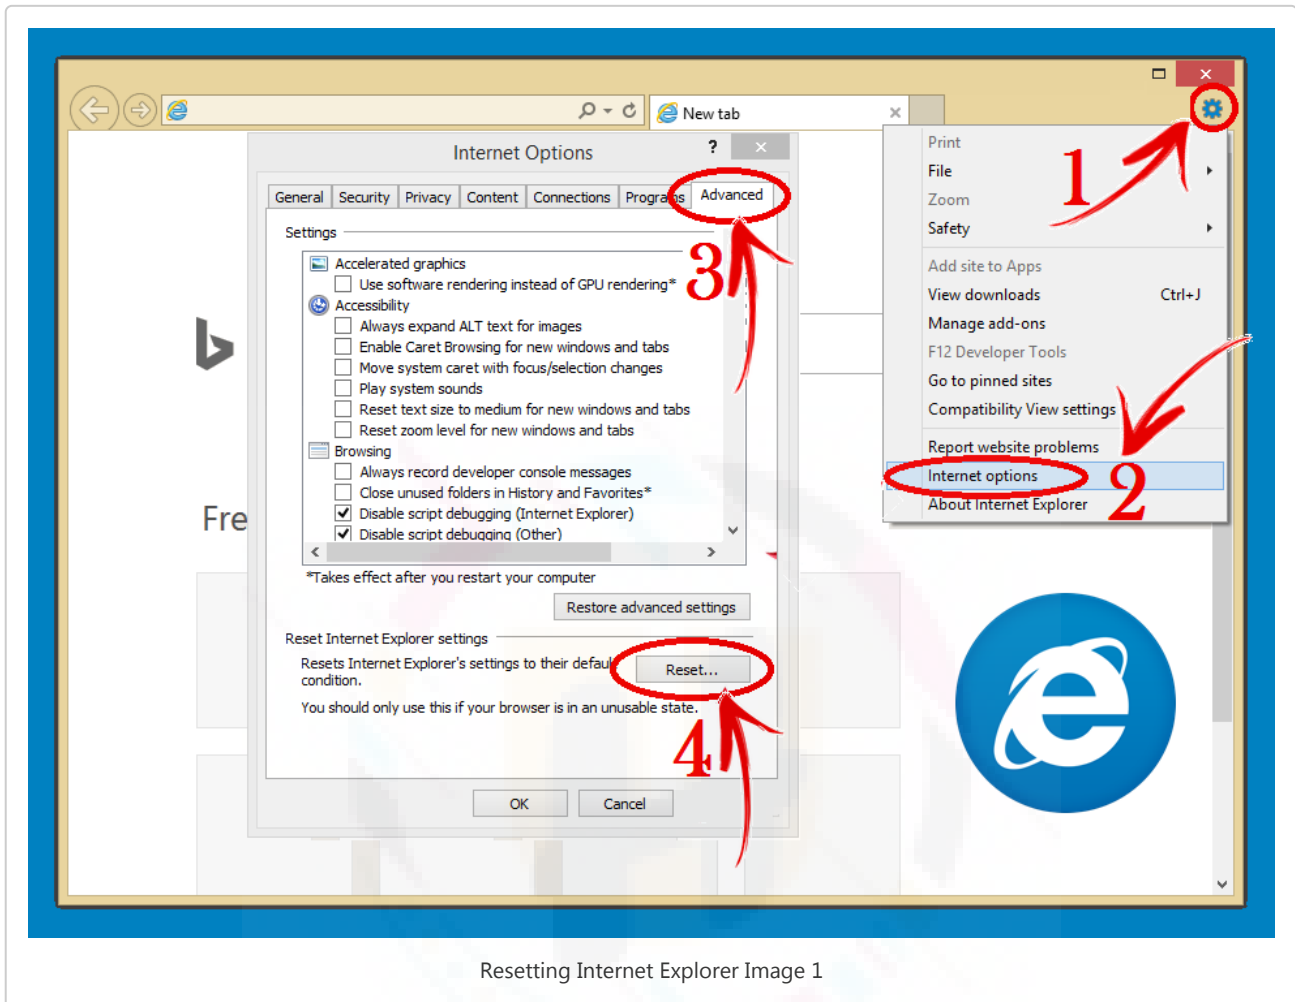 New tab
1
Print
File
Zoom
Safety
Add site to Apps
View downloads Ctrl+J
Manage add-ons
F12 Developer Tools
Go to pinned sites
Compatibility View settings
Report website problems
Internet options
About Internet Explorer
2
Internet Options
?
General Security Privacy Content Connections Programs Advanced
3
Settings
Accelerated graphics
Use software rendering instead of GPU rendering*
Accessibility
Always expand ALT text for images
Enable Caret Browsing for new windows and tabs
Move system caret with focus/selection changes
Play system sounds
Reset text size to medium for new windows and tabs
Reset zoom level for new windows and tabs
Browsing
Always record developer console messages
Close unused folders in History and Favorites*
Disable script debugging (Internet Explorer)
Disable script debugging (Other)
*Takes effect after you restart your computer
Restore advanced settings
Reset Internet Explorer settings
Resets Internet Explorer's settings to their defaul
condition.
Reset...
You should only use this if your browser is in an unusable state.
4
OK Cancel
Fre
Resetting Internet Explorer Image 1